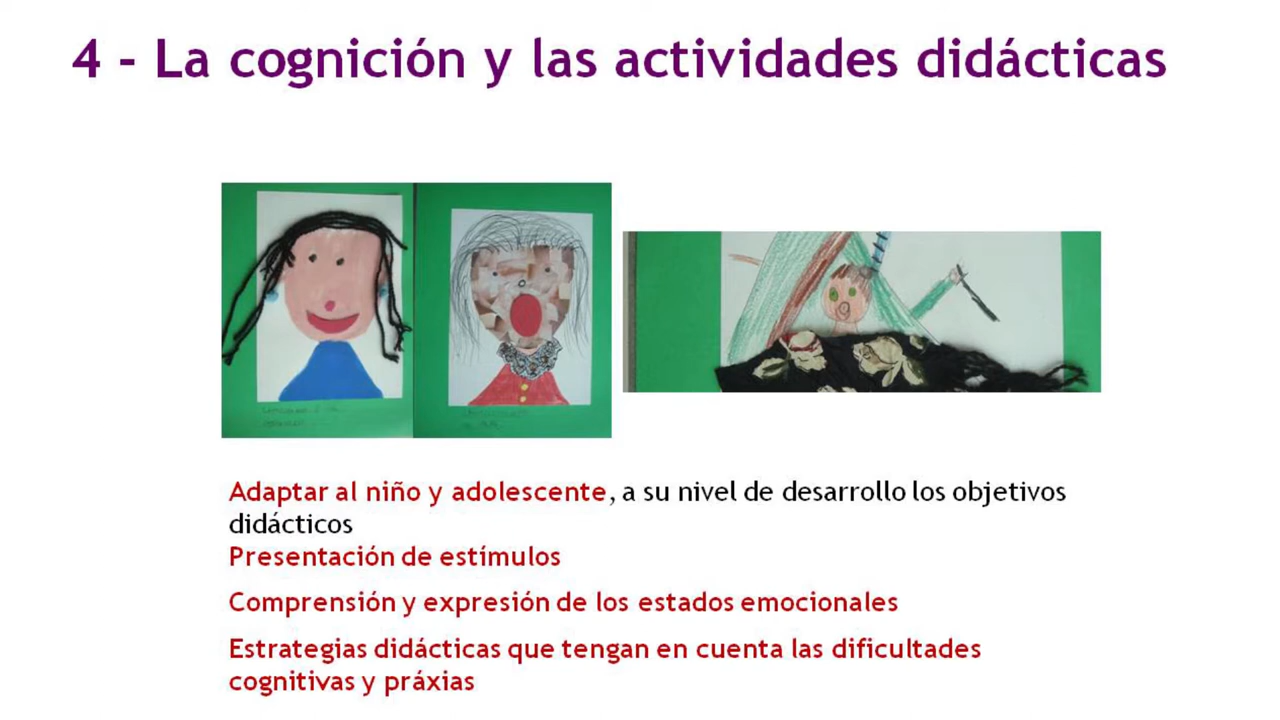 4 - La cognición y las actividades didácticas
Adaptar al niño y adolescente, a su nivel de desarrollo los objetivos
didácticos
Presentación de estímulos
Comprensión y expresión de los estados emocionales
Estrategias didácticas que tengan en cuenta las dificultades
cognitivas y práxias